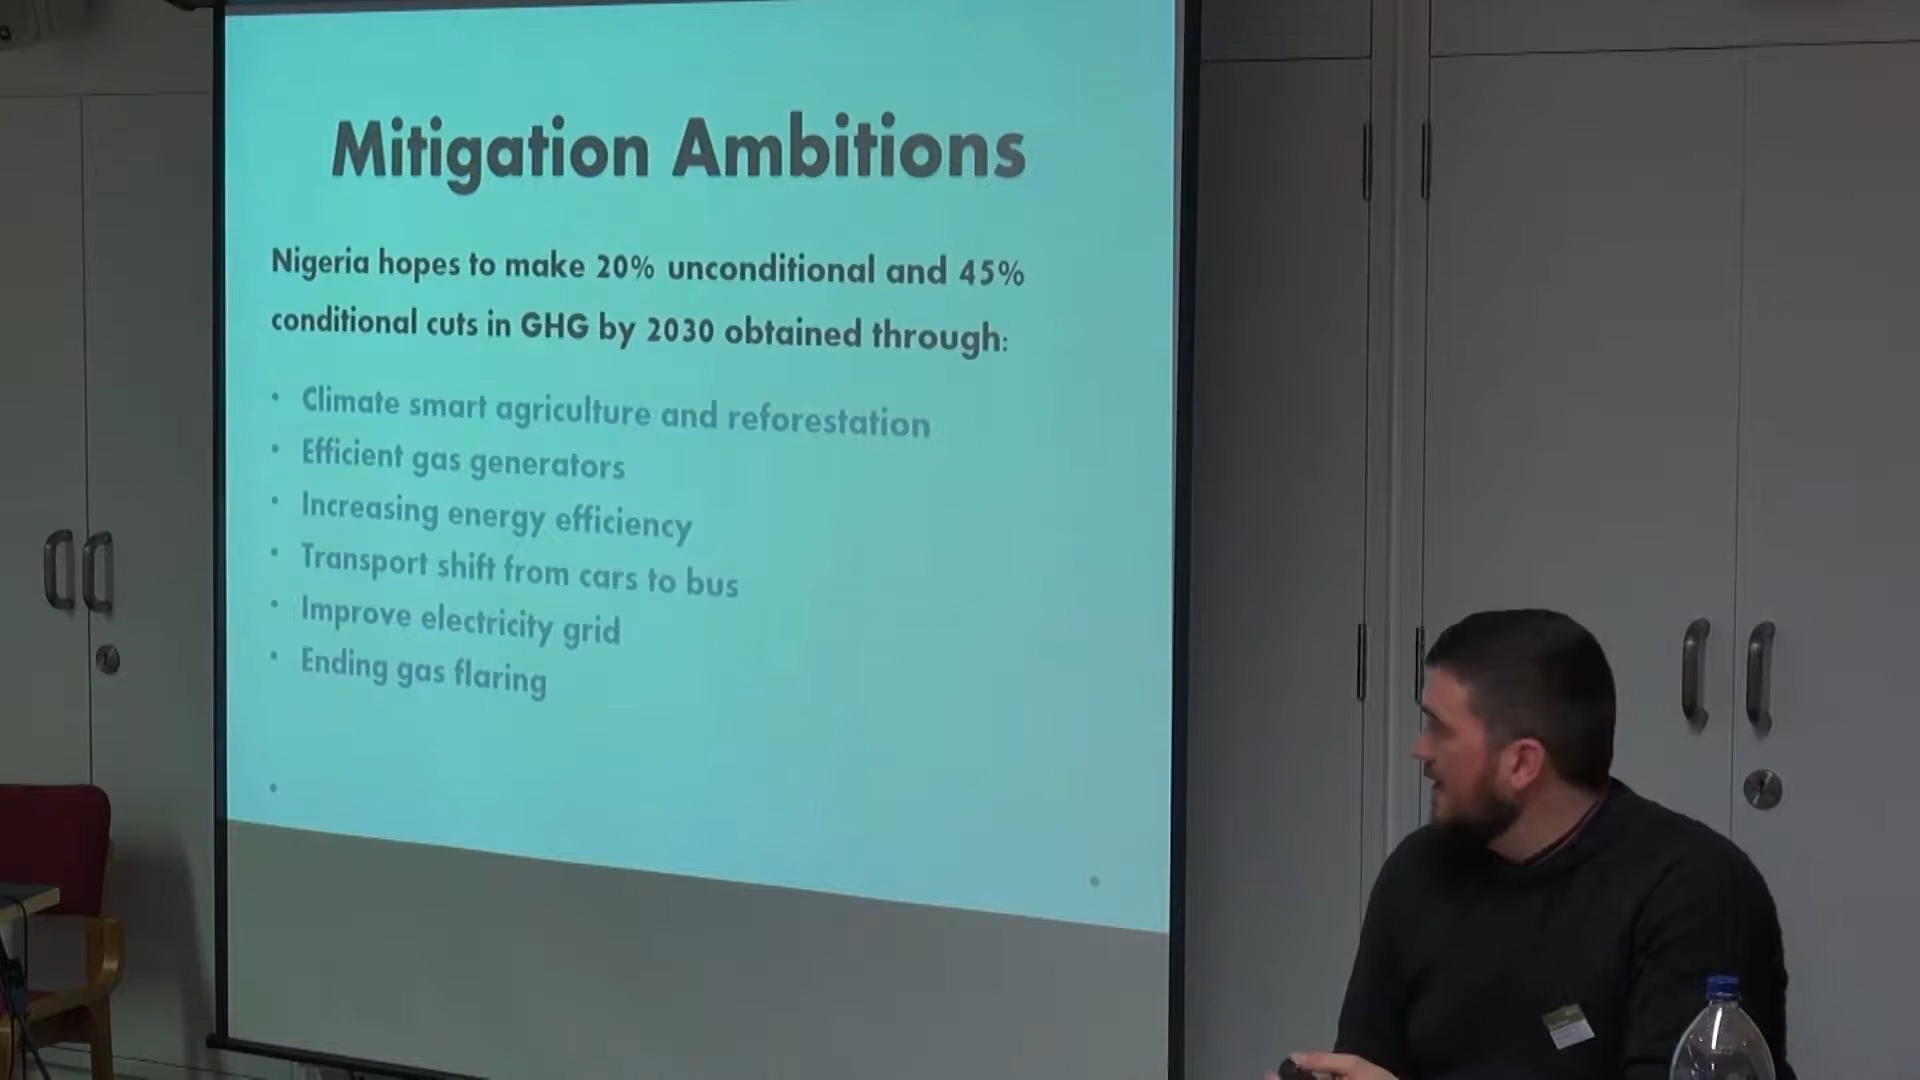 Mitigation Ambitions
Nigeria hopes to make 20% unconditional and 45%
conditional cuts in GHG by 2030 obtained through:
• Climate smart agriculture and reforestation
• Efficient gas generators
• Increasing energy efficiency
• Transport shift from cars to bus
• Improve electricity grid
• Ending gas flaring